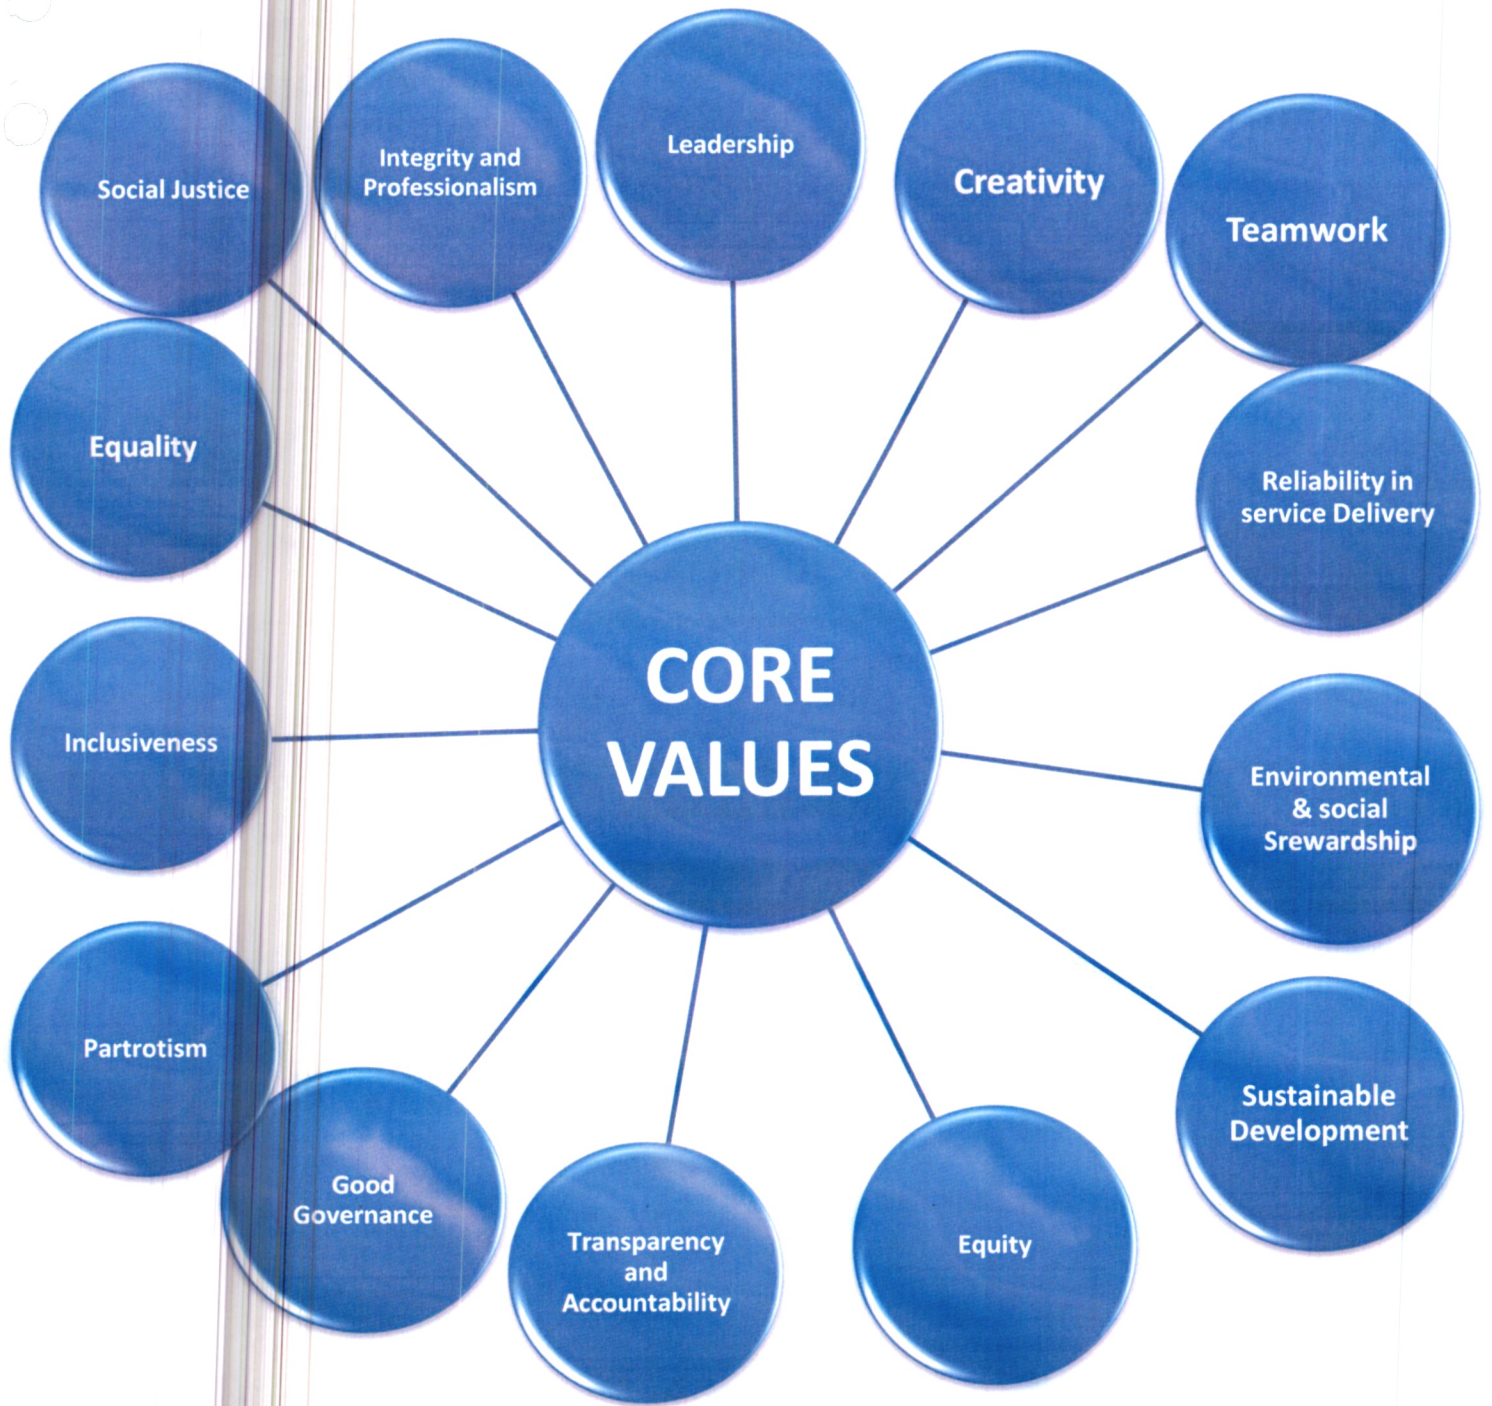 Social Justice
Integrity and
Professionalism
Leadership
Creativity
Teamwork
Equality
Reliability in
service Delivery
CORE
VALUES
Inclusiveness
Environmental
& social
Srewardship
Partrotism
Sustainable
Development
Good
Governance
Transparency
and
Accountability
Equity